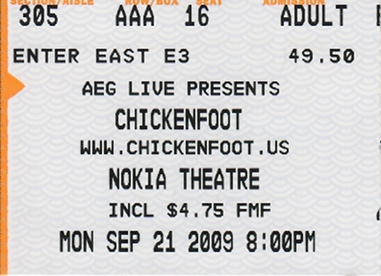 SECTION/AISLE ROW/BOX SEAT ADMISSION
305 AAA 16 ADULT
ENTER EAST E3 49.50
AEG LIVE PRESENTS
CHICKENFOOT
WWW.CHICKENFOOT.US
NOKIA THEATRE
INCL $4.75 FMF
MON SEP 21 2009 8:00PM